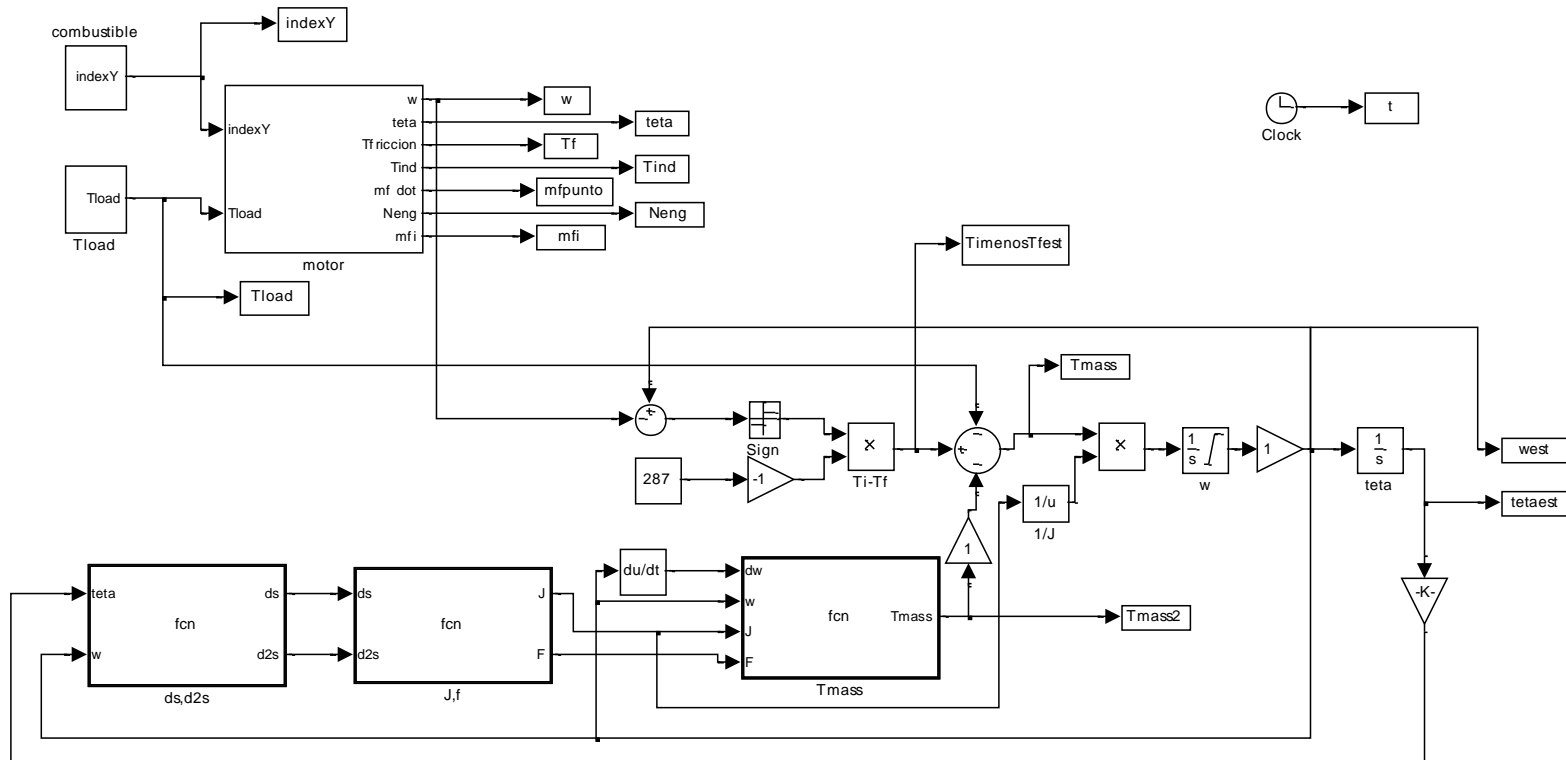 combustible
indexY
indexY
indexY
Tload
w
teta
Tfriccion
Tind
mf dot
Neng
mfi
motor
w
teta
Tf
Tind
mfpunto
Neng
mfi
t
Clock
Tload
Tload
Tload
TimenosTfest
+
−
Sign
287
-1
×
Ti-Tf
−
+
−
Tmass
×
1/u
1/J
1
s
w
1
1
s
teta
west
tetaest
1
-K-
teta
w
fcn
ds
d2s
ds,d2s
ds
d2s
fcn
J
F
J,f
du/dt
dw
w
J
F
fcn
Tmass
Tmass
Tmass2